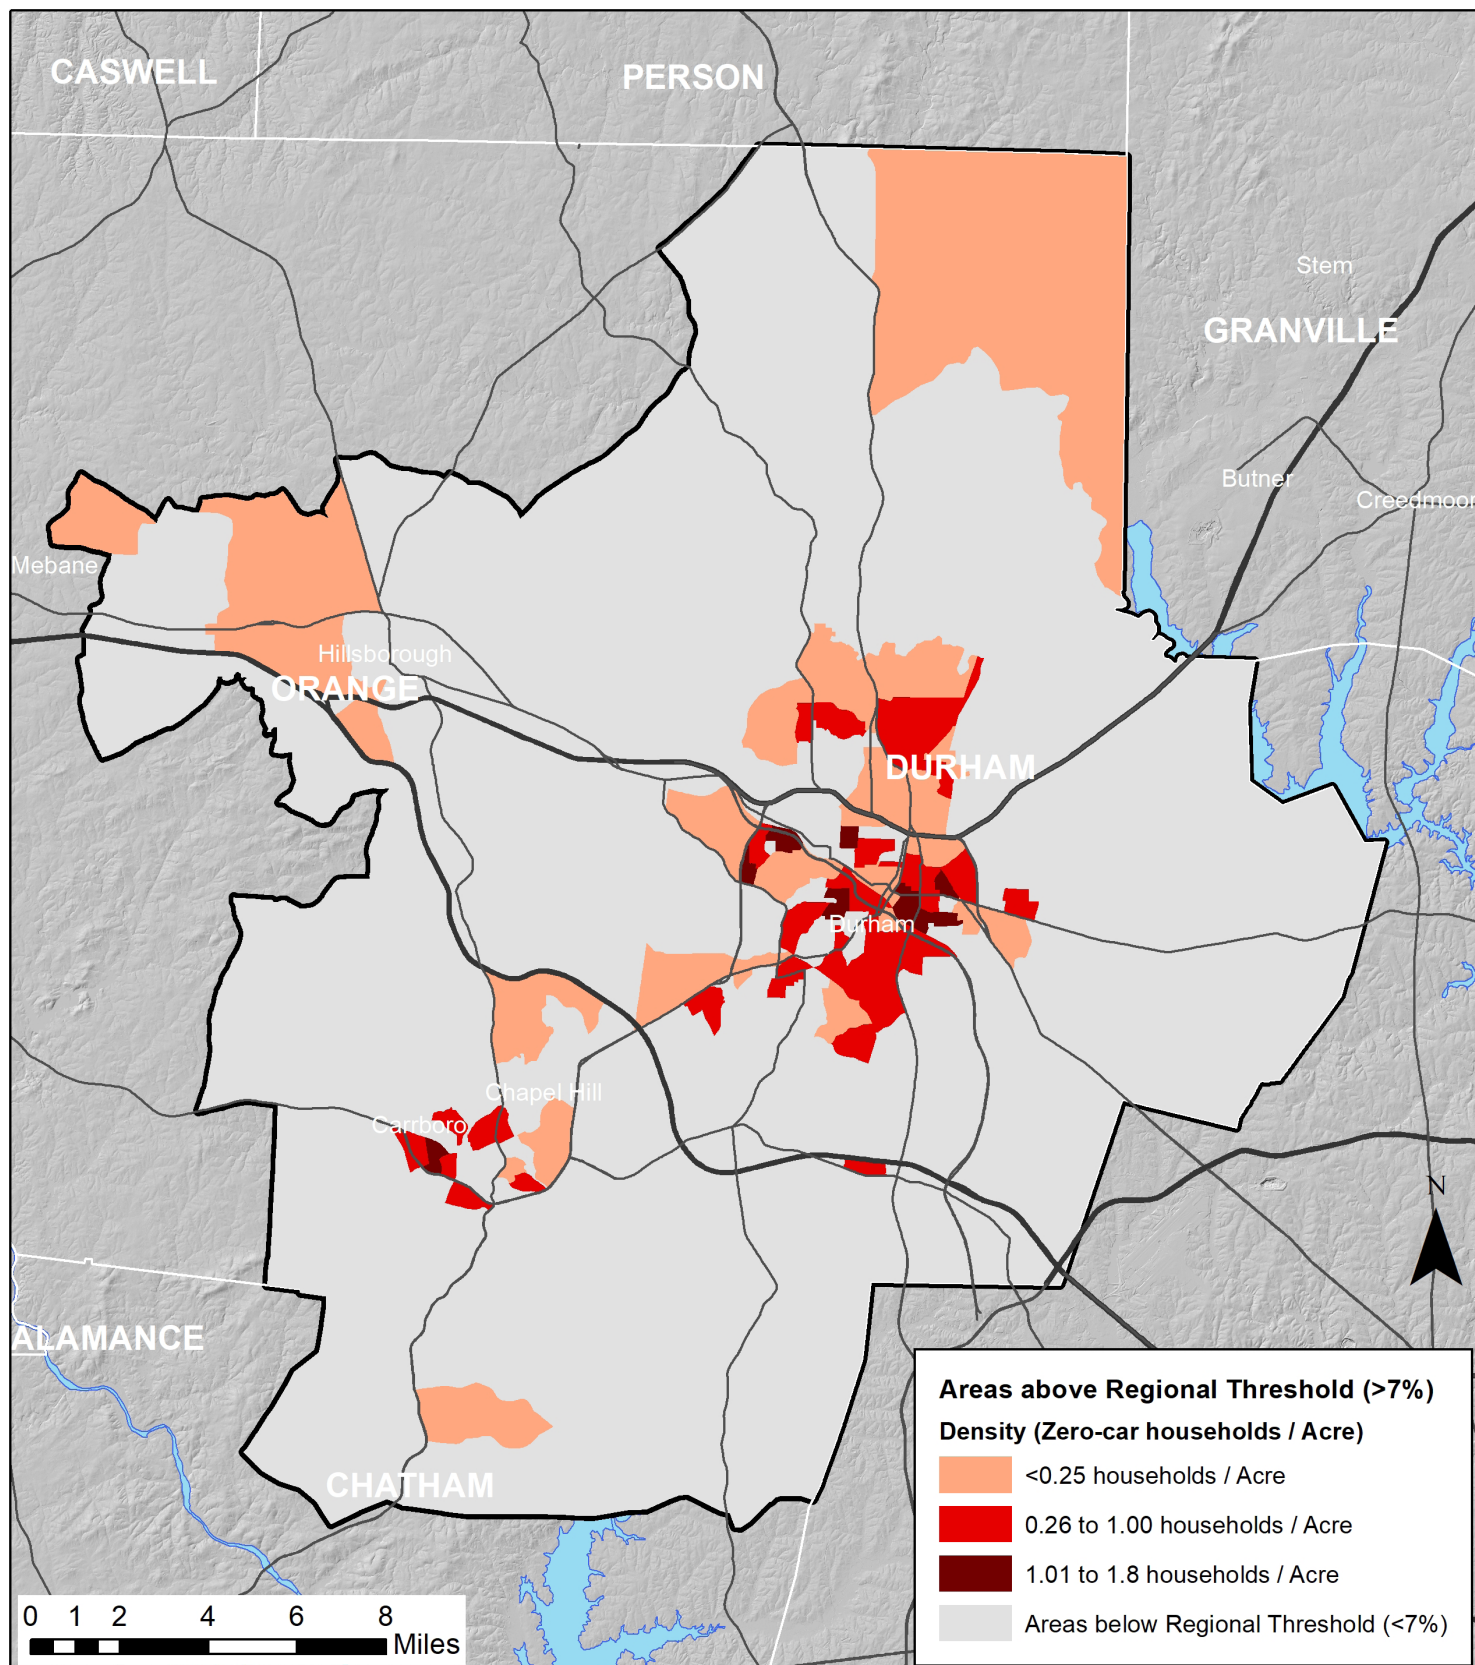 CASWELL
PERSON
Stem
GRANVILLE
Butner
Creedmoor
Mebane
Hillsborough
ORANGE
DURHAM
Durham
Chapel Hill
Carrboro
N
ALAMANCE
CHATHAM
Areas above Regional Threshold (>7%)
Density (Zero-car households / Acre)
<0.25 households / Acre
0.26 to 1.00 households / Acre
1.01 to 1.8 households / Acre
Areas below Regional Threshold (<7%)
0 1 2 4 6 8
Miles